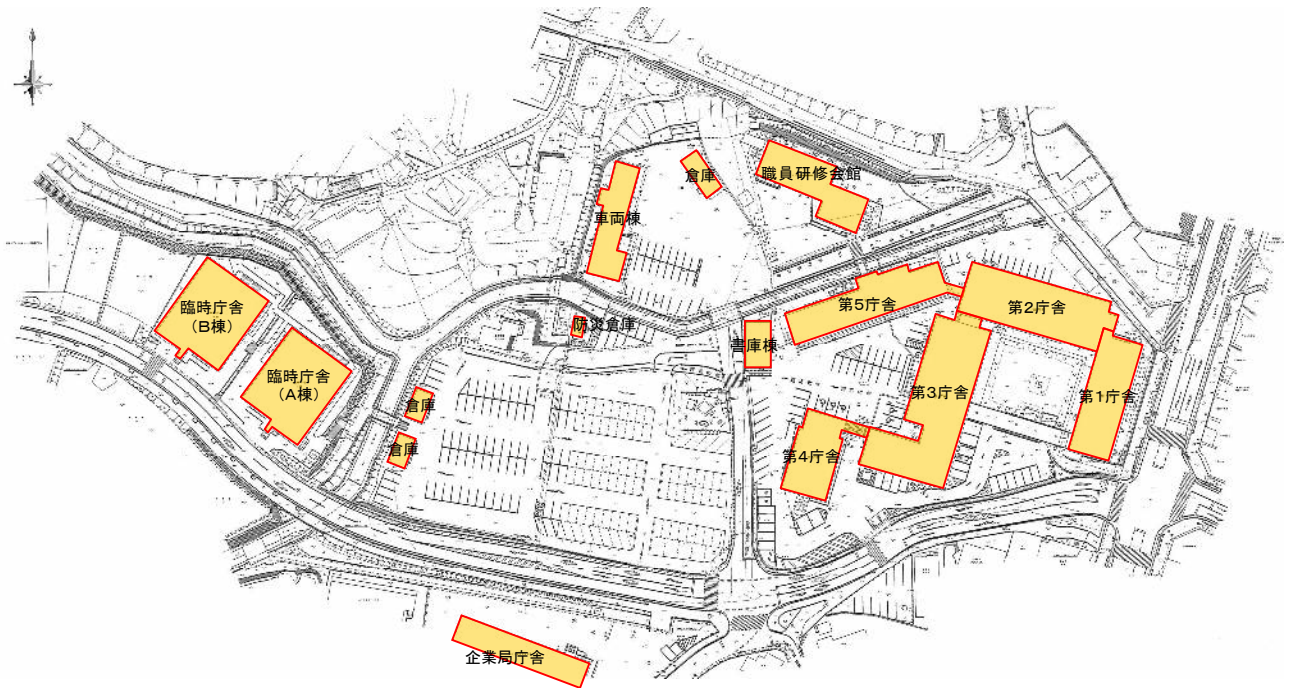 倉庫
職員研修会館
車両棟
臨時庁舎
(B棟)
第5庁舎
第2庁舎
防災倉庫
書庫棟
臨時庁舎
(A棟)
第3庁舎
第1庁舎
倉庫
倉庫
第4庁舎
企業局庁舎